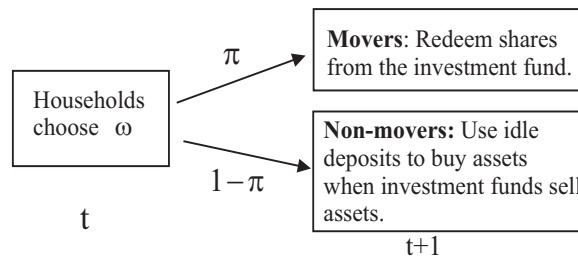 Households
choose ω
t
π
1−π
Movers: Redeem shares
from the investment fund.
Non-movers: Use idle
deposits to buy assets
when investment funds sell
assets.
t+1